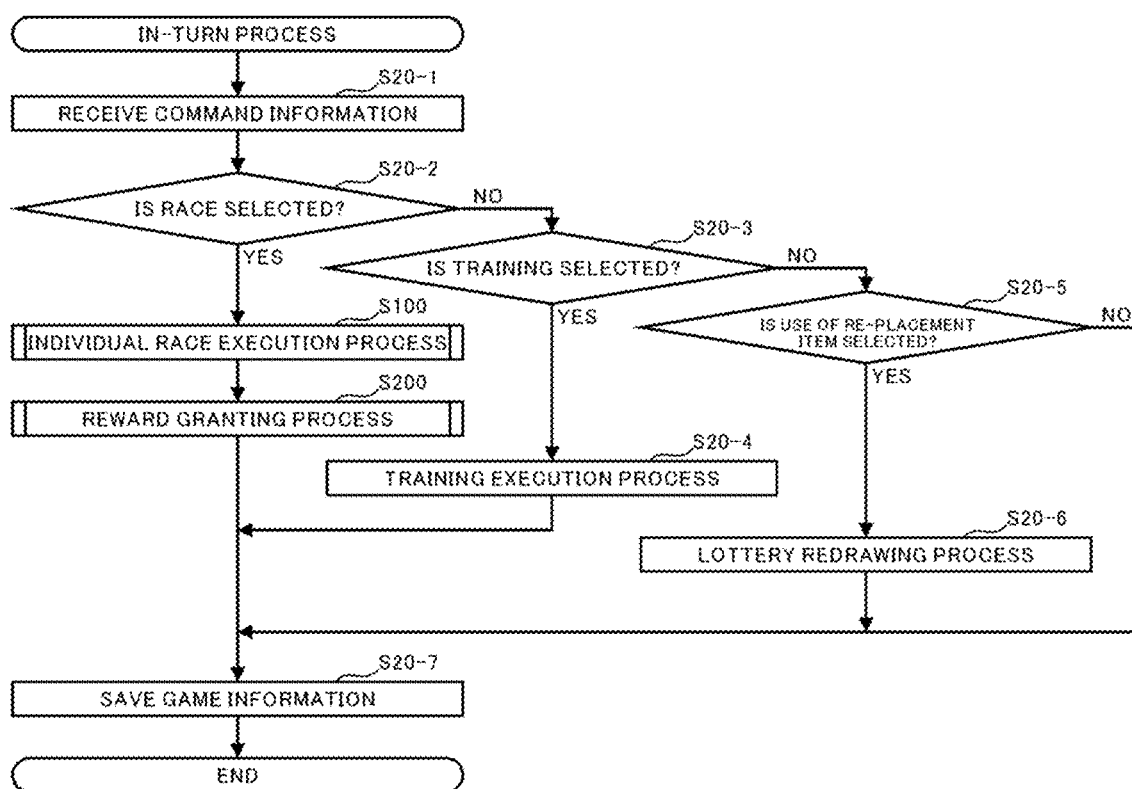 IN-TURN PROCESS
S20-1
RECEIVE COMMAND INFORMATION
S20-2
IS RACE SELECTED?
NO
YES
S20-3
IS TRAINING SELECTED?
NO
YES
S20-5
IS USE OF RE-PLACEMENT
ITEM SELECTED?
NO
YES
S100
INDIVIDUAL RACE EXECUTION PROCESS
S200
REWARD GRANTING PROCESS
S20-4
TRAINING EXECUTION PROCESS
S20-6
LOTTERY REDRAWING PROCESS
S20-7
SAVE GAME INFORMATION
END